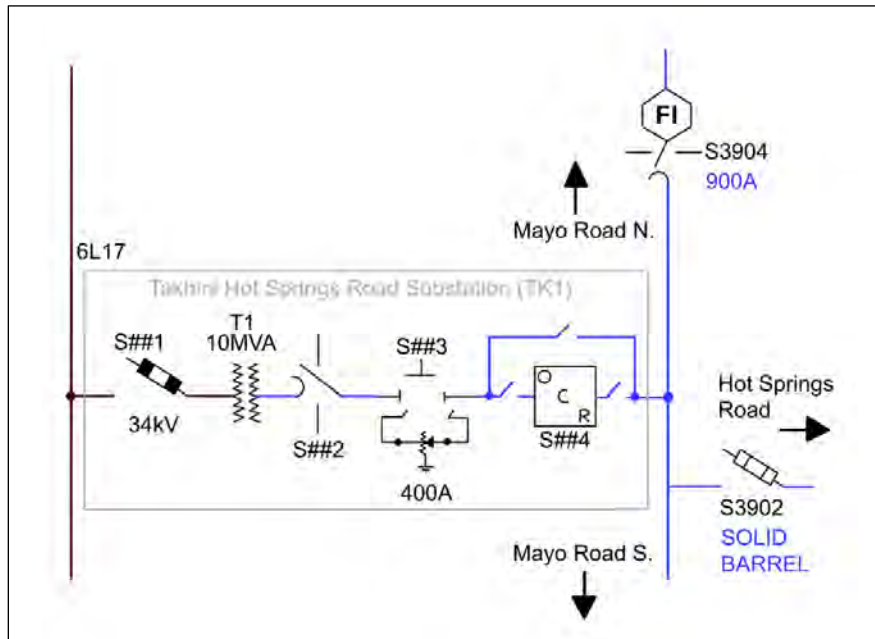 FI
S3904
900A
Mayo Road N.
6L17
Takhini Hot Springs Road Substation (TK1)
T1
10MVA
S##1
S##3
34kV
S##2
C
R
S##4
400A
Hot Springs
Road
S3902
SOLID
BARREL
Mayo Road S.